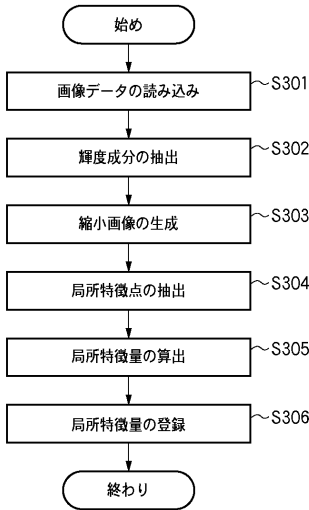 始め
画像データの読み込み
S301
輝度成分の抽出
S302
縮小画像の生成
S303
局所特徴点の抽出
S304
局所特徴量の算出
S305
局所特徴量の登録
S306
終わり